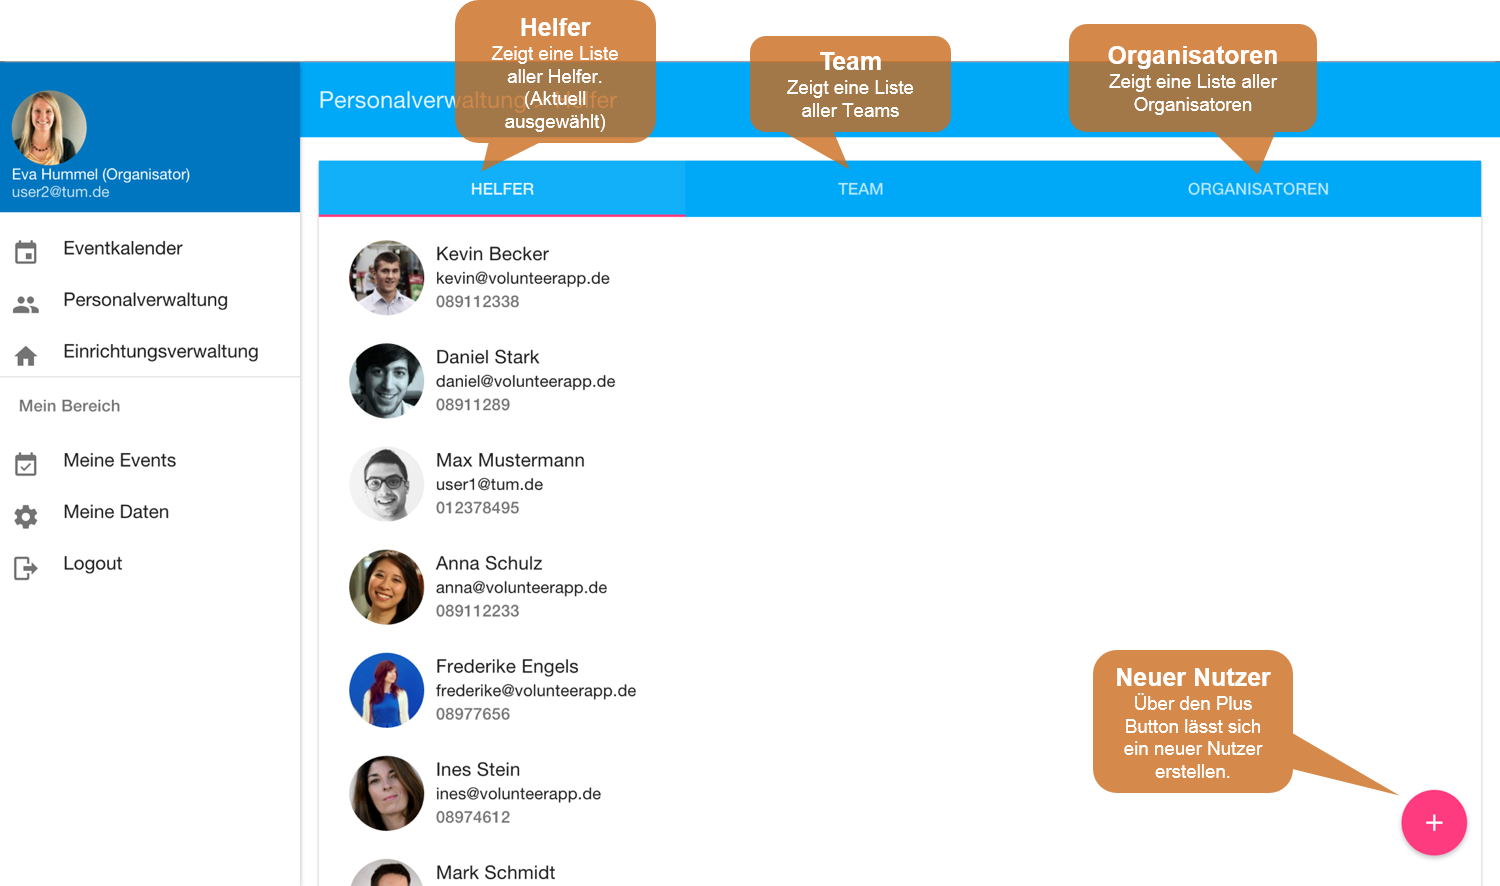 Helfer
Zeigt eine Liste
aller Helfer.
(Aktuell
ausgewählt)
Team
Zeigt eine Liste
aller Teams
Organisatoren
Zeigt eine Liste aller
Organisatoren
Personalverwaltung - Helfer
Eva Hummel (Organisator)
user2@tum.de
Eventkalender
Personalverwaltung
Einrichtungsverwaltung
Mein Bereich
Meine Events
Meine Daten
Logout
HELFER
TEAM
ORGANISATOREN
Kevin Becker
kevin@volunteerapp.de
089112338
Daniel Stark
daniel@volunteerapp.de
08911289
Max Mustermann
user1@tum.de
012378495
Anna Schulz
anna@volunteerapp.de
089112233
Frederike Engels
frederike@volunteerapp.de
08977656
Ines Stein
ines@volunteerapp.de
08974612
Mark Schmidt
Neuer Nutzer
Über den Plus
Button lässt sich
ein neuer Nutzer
erstellen.